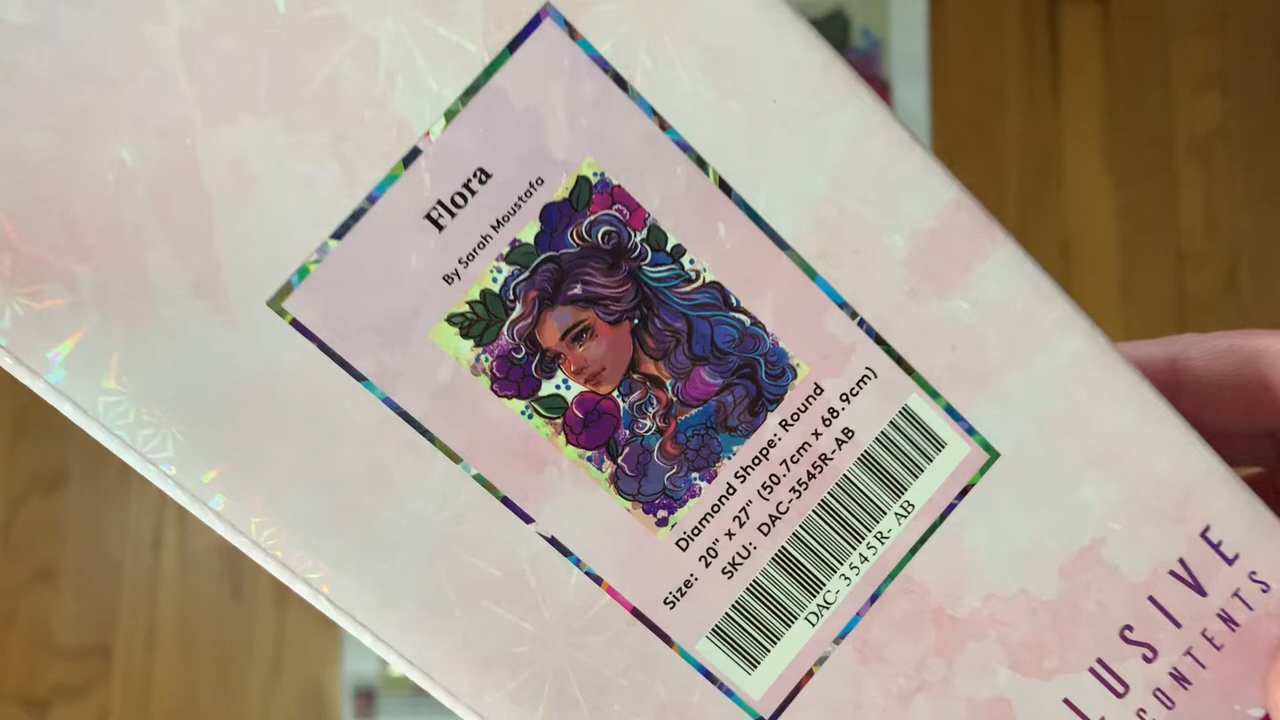 Flora
By Sarah Moustafa
Diamond Shape: Round
Size: 20" x 27" (50.7cm x 68.9cm)
SKU: DAC-3545R-AB
DAC- 3545R- AB
LUSIVE
CONTENTS